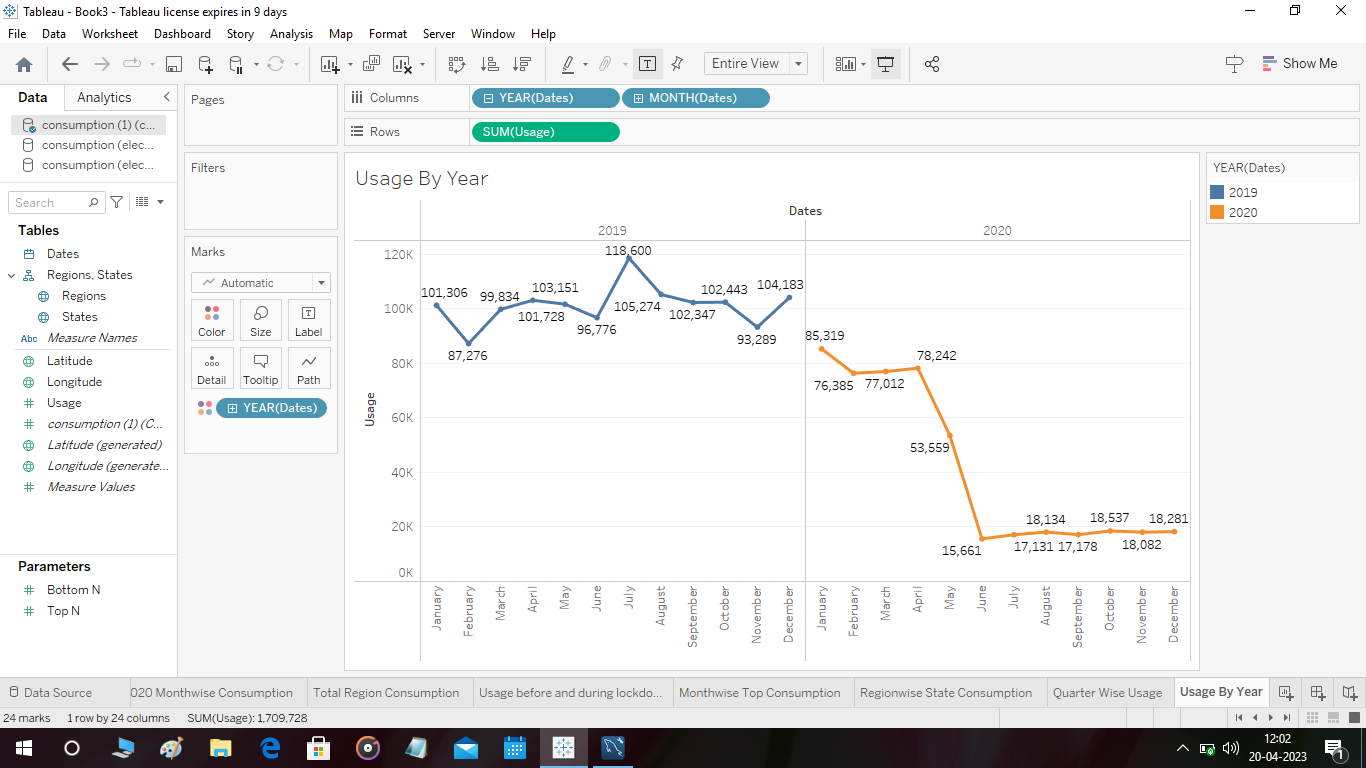 Tableau - Book3 - Tableau license expires in 9 days
File Data Worksheet Dashboard Story Analysis Map Format Server Window Help
Entire View
Show Me
Data Analytics
consumption (1) (c...
consumption (elec...
consumption (elec...
Search
Tables
Dates
Regions, States
Regions
States
Abc Measure Names
Latitude
Longitude
Usage
consumption (1) (C...
Latitude (generated)
Longitude (generate...
Measure Values
Parameters
Bottom N
Top N
Pages
Filters
Marks
Automatic
Color Size Label
Detail Tooltip Path
YEAR(Dates)
Columns YEAR(Dates) MONTH(Dates)
Rows SUM(Usage)
Usage By Year
Dates
2019 2020
Usage
120K
100K
80K
60K
40K
20K
0K
101,306
87,276
99,834
103,151
101,728
96,776
118,600
105,274
102,347
102,443
93,289
104,183
85,319
76,385
77,012
78,242
53,559
15,661
17,131
18,134
17,178
18,537
18,082
18,281
January
February
March
April
May
June
July
August
September
October
November
December
January
February
March
April
May
June
July
August
September
October
November
December
YEAR(Dates)
2019
2020
Data Source 020 Monthwise Consumption Total Region Consumption Usage before and during lockdo... Monthwise Top Consumption Regionwise State Consumption Quarter Wise Usage Usage By Year
24 marks 1 row by 24 columns SUM(Usage): 1,709,728
12:02
20-04-2023
1